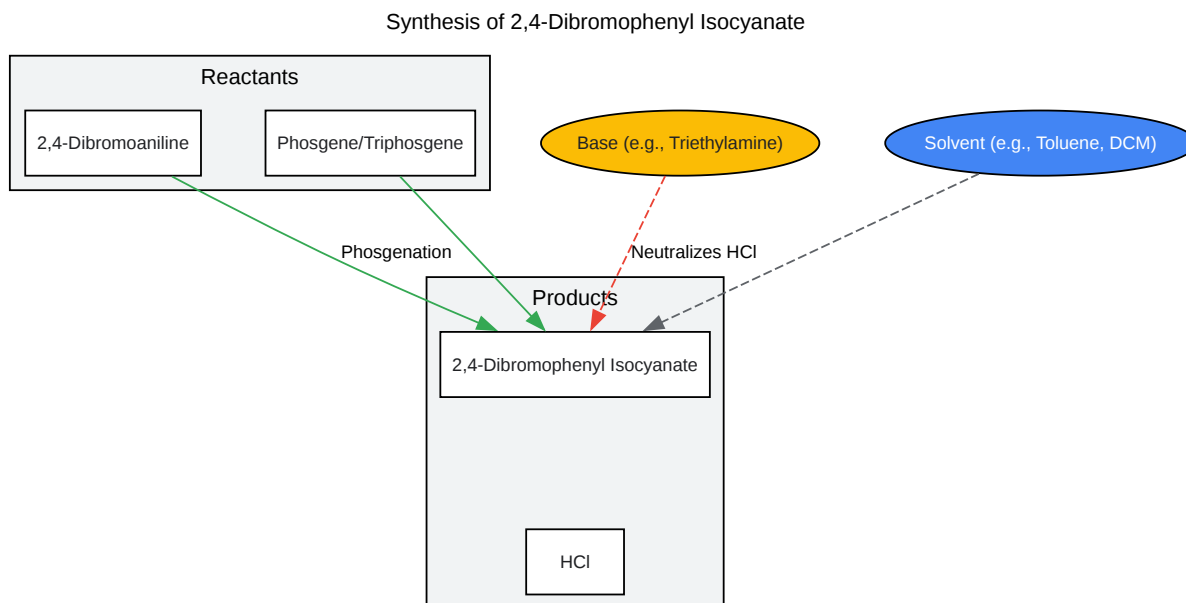 Synthesis of 2,4-Dibromophenyl Isocyanate
Reactants
2,4-Dibromoaniline
Phosgene/Triphosgene
Base (e.g., Triethylamine)
Solvent (e.g., Toluene, DCM)
Phosgenation
Neutralizes HCl
Products
2,4-Dibromophenyl Isocyanate
HCl